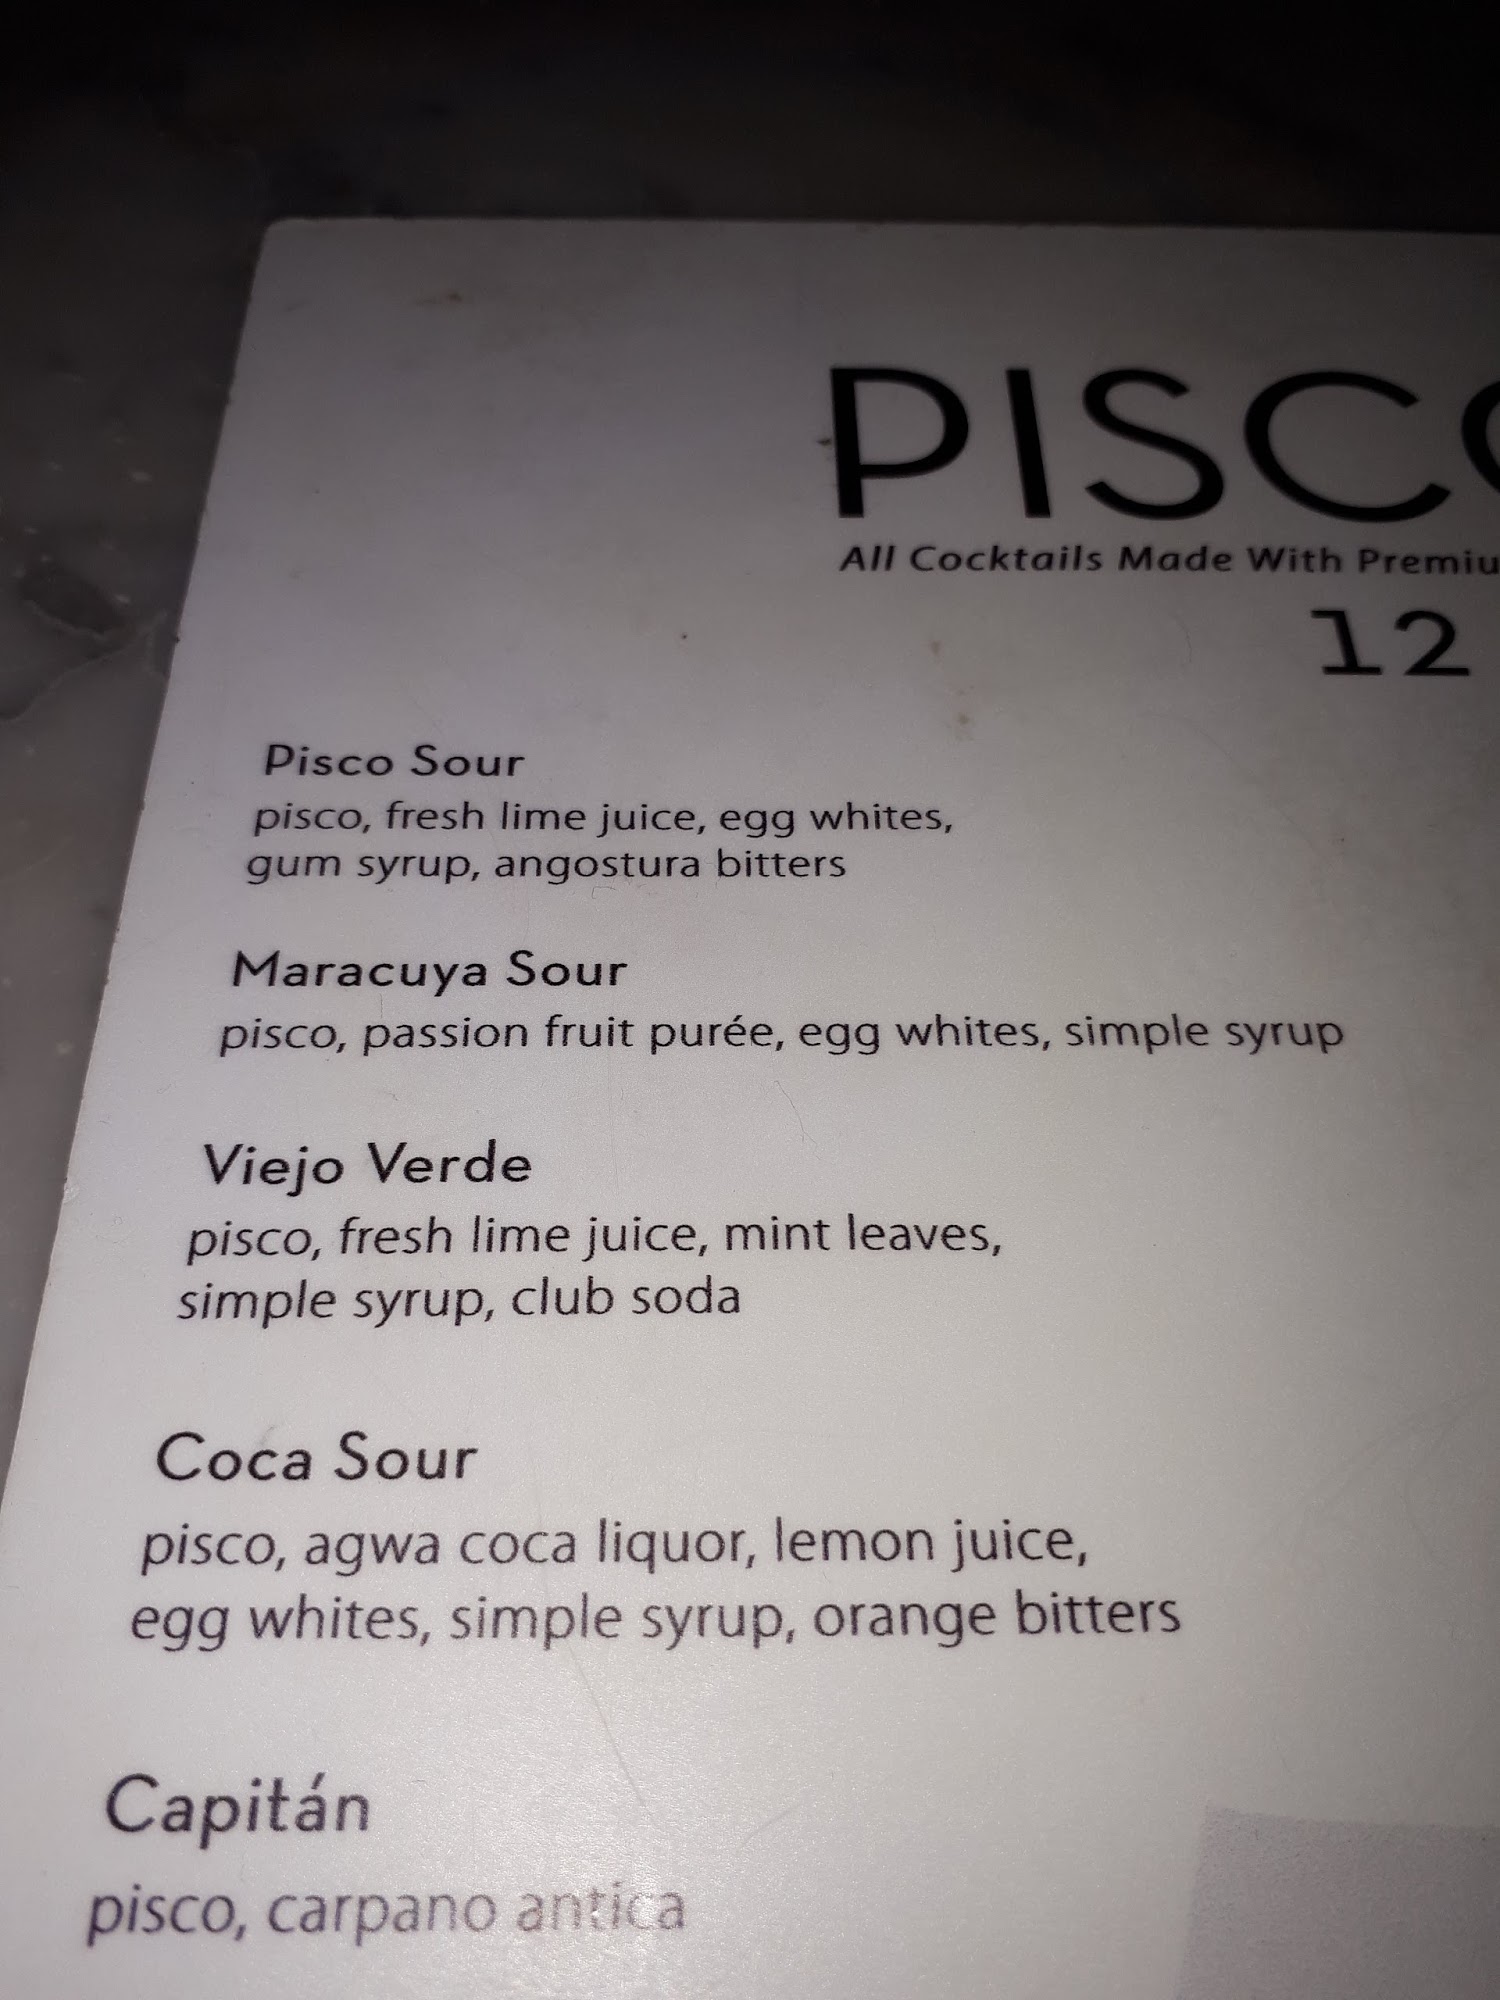 PISCO
All Cocktails Made With
12
Pisco Sour
pisco, fresh lime juice, egg whites,
gum syrup, angostura bitters
Maracuya Sour
pisco, passion fruit purée, egg whites, simple syrup
Viejo Verde
pisco, fresh lime juice, mint leaves,
simple syrup, club soda
Coca Sour
pisco, agwa coca liquor, lemon juice,
egg whites, simple syrup, orange bitters
Capitán
pisco, carpano antica